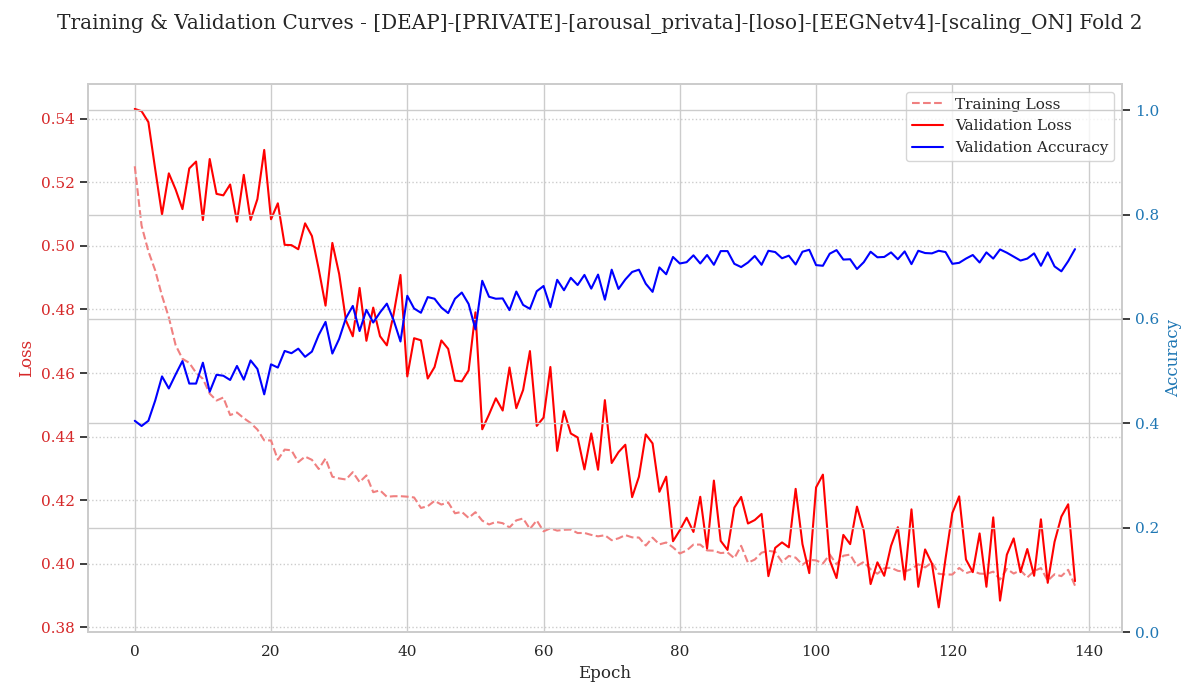 Training & Validation Curves - [DEAP]-[PRIVATE]-[arousal_privata]-[loso]-[EEGNetv4]-[scaling_ON] Fold 2
Training Loss
Validation Loss
Validation Accuracy
0.54
0.52
0.50
0.48
0.46
0.44
0.42
0.40
0.38
Loss
1.0
0.8
0.6
0.4
0.2
0.0
Accuracy
0 20 40 60 80 100 120 140
Epoch